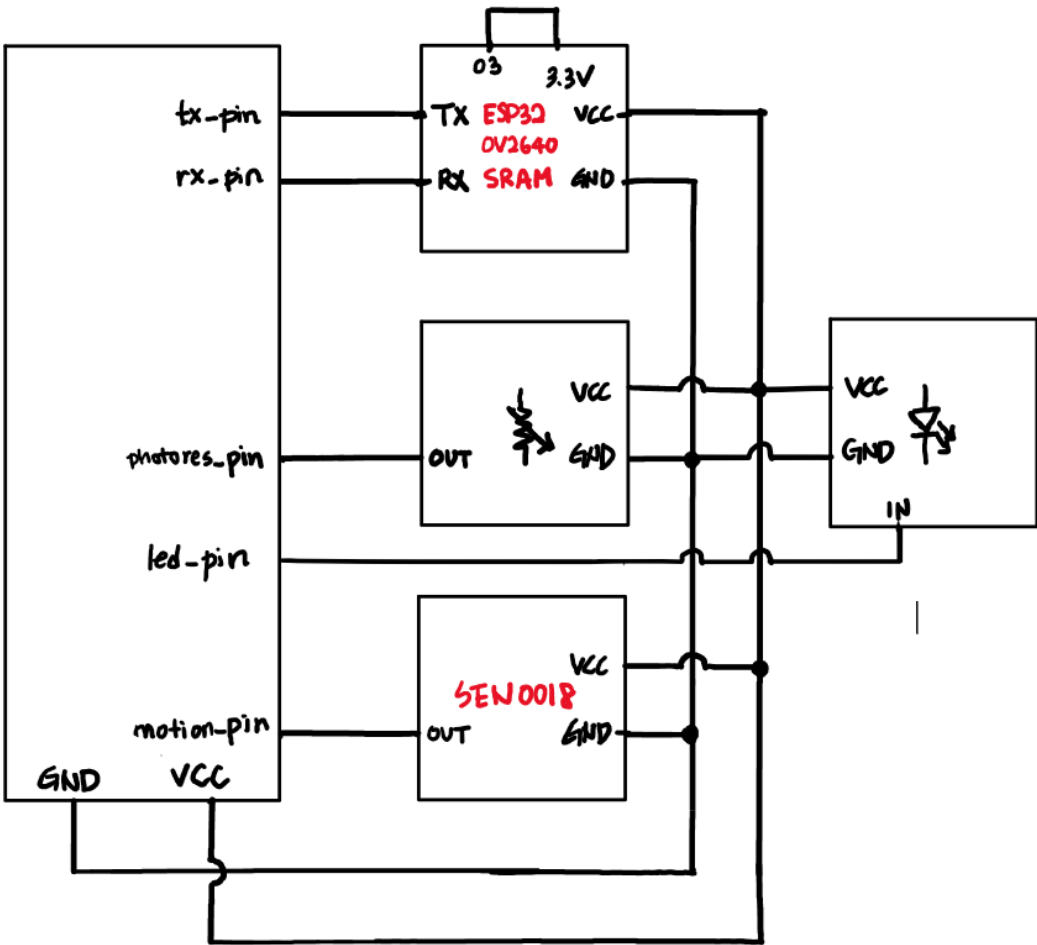 03
3.3V
tx_pin
TX
ESP32
VCC
OV2640
rx_pin
RX
SRAM
GND
VCC
VCC
photores_pin
OUT
GND
GND
IN
led_pin
VCC
SEN0018
motion_pin
OUT
GND
GND
VCC